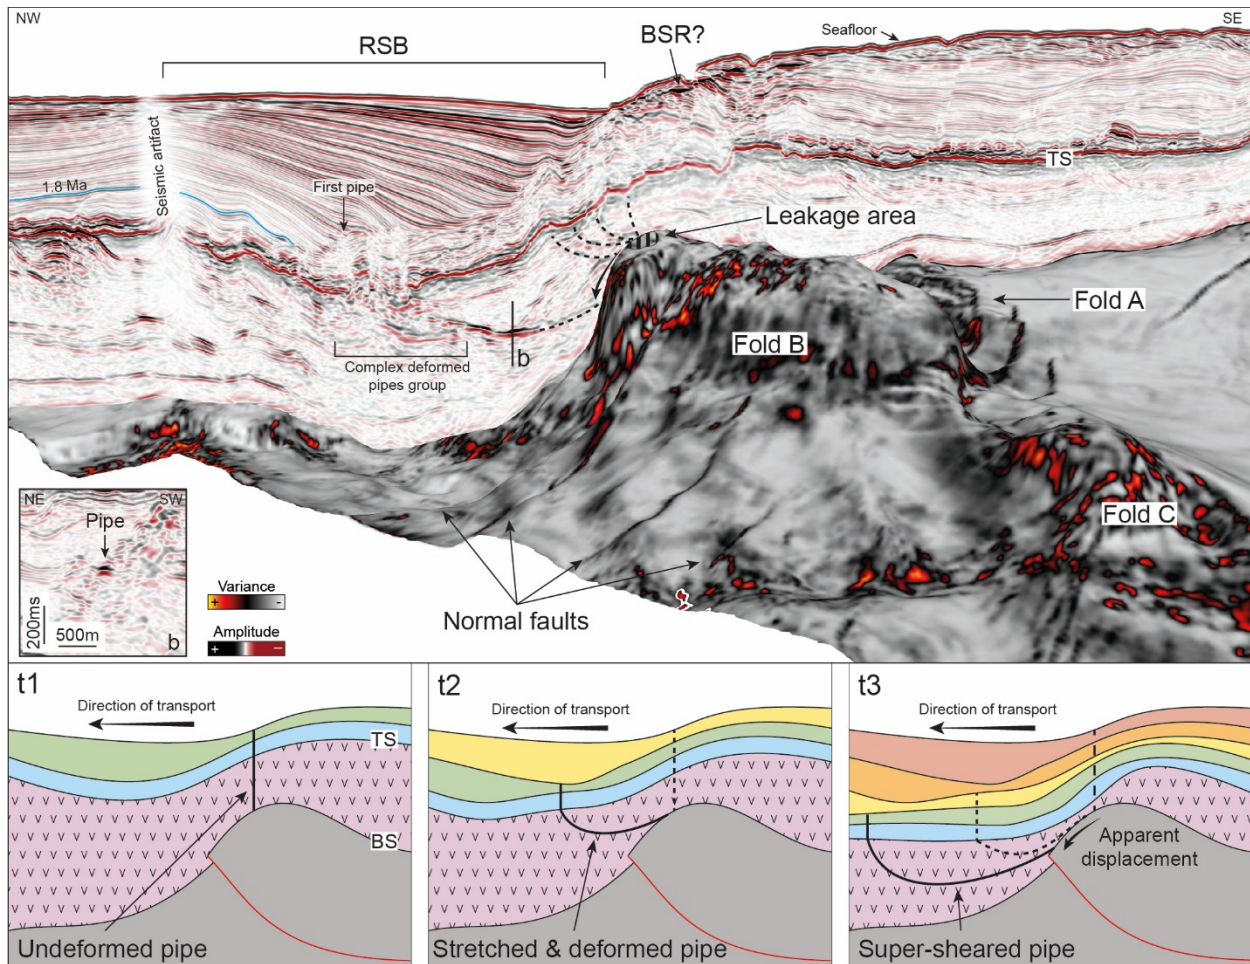 NW
SE
RSB
BSR?
Seafloor
Seismic artifact
TS
1.8 Ma
First pipe
Leakage area
Fold A
Fold B
b
Complex deformed
pipes group
Fold C
NE
SW
Pipe
200ms
500m
b
Variance
+
-
Amplitude
+
−
Normal faults
t1
Direction of transport
TS
BS
Undeformed pipe
t2
Direction of transport
Stretched & deformed pipe
t3
Direction of transport
Apparent
displacement
Super-sheared pipe